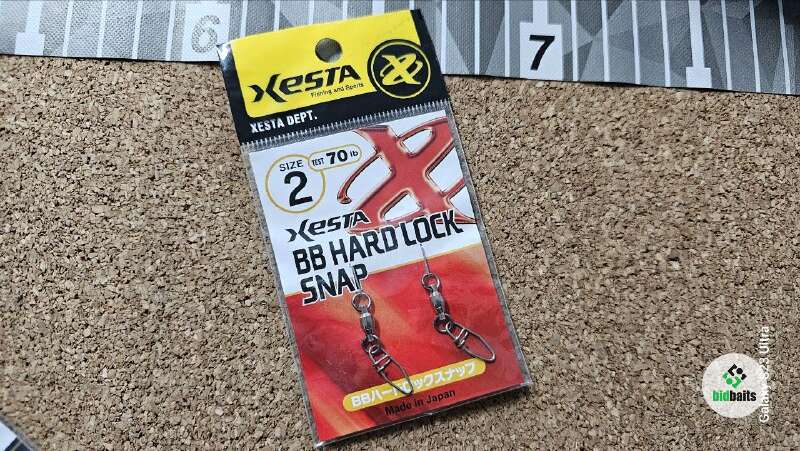 6
7
XESTA
Fishing and Sports
XESTA DEPT.
SIZE
2
TEST 70 lb
XESTA
BB HARD LOCK
SNAP
BBハードロックスナップ
Made in Japan
bidbaits